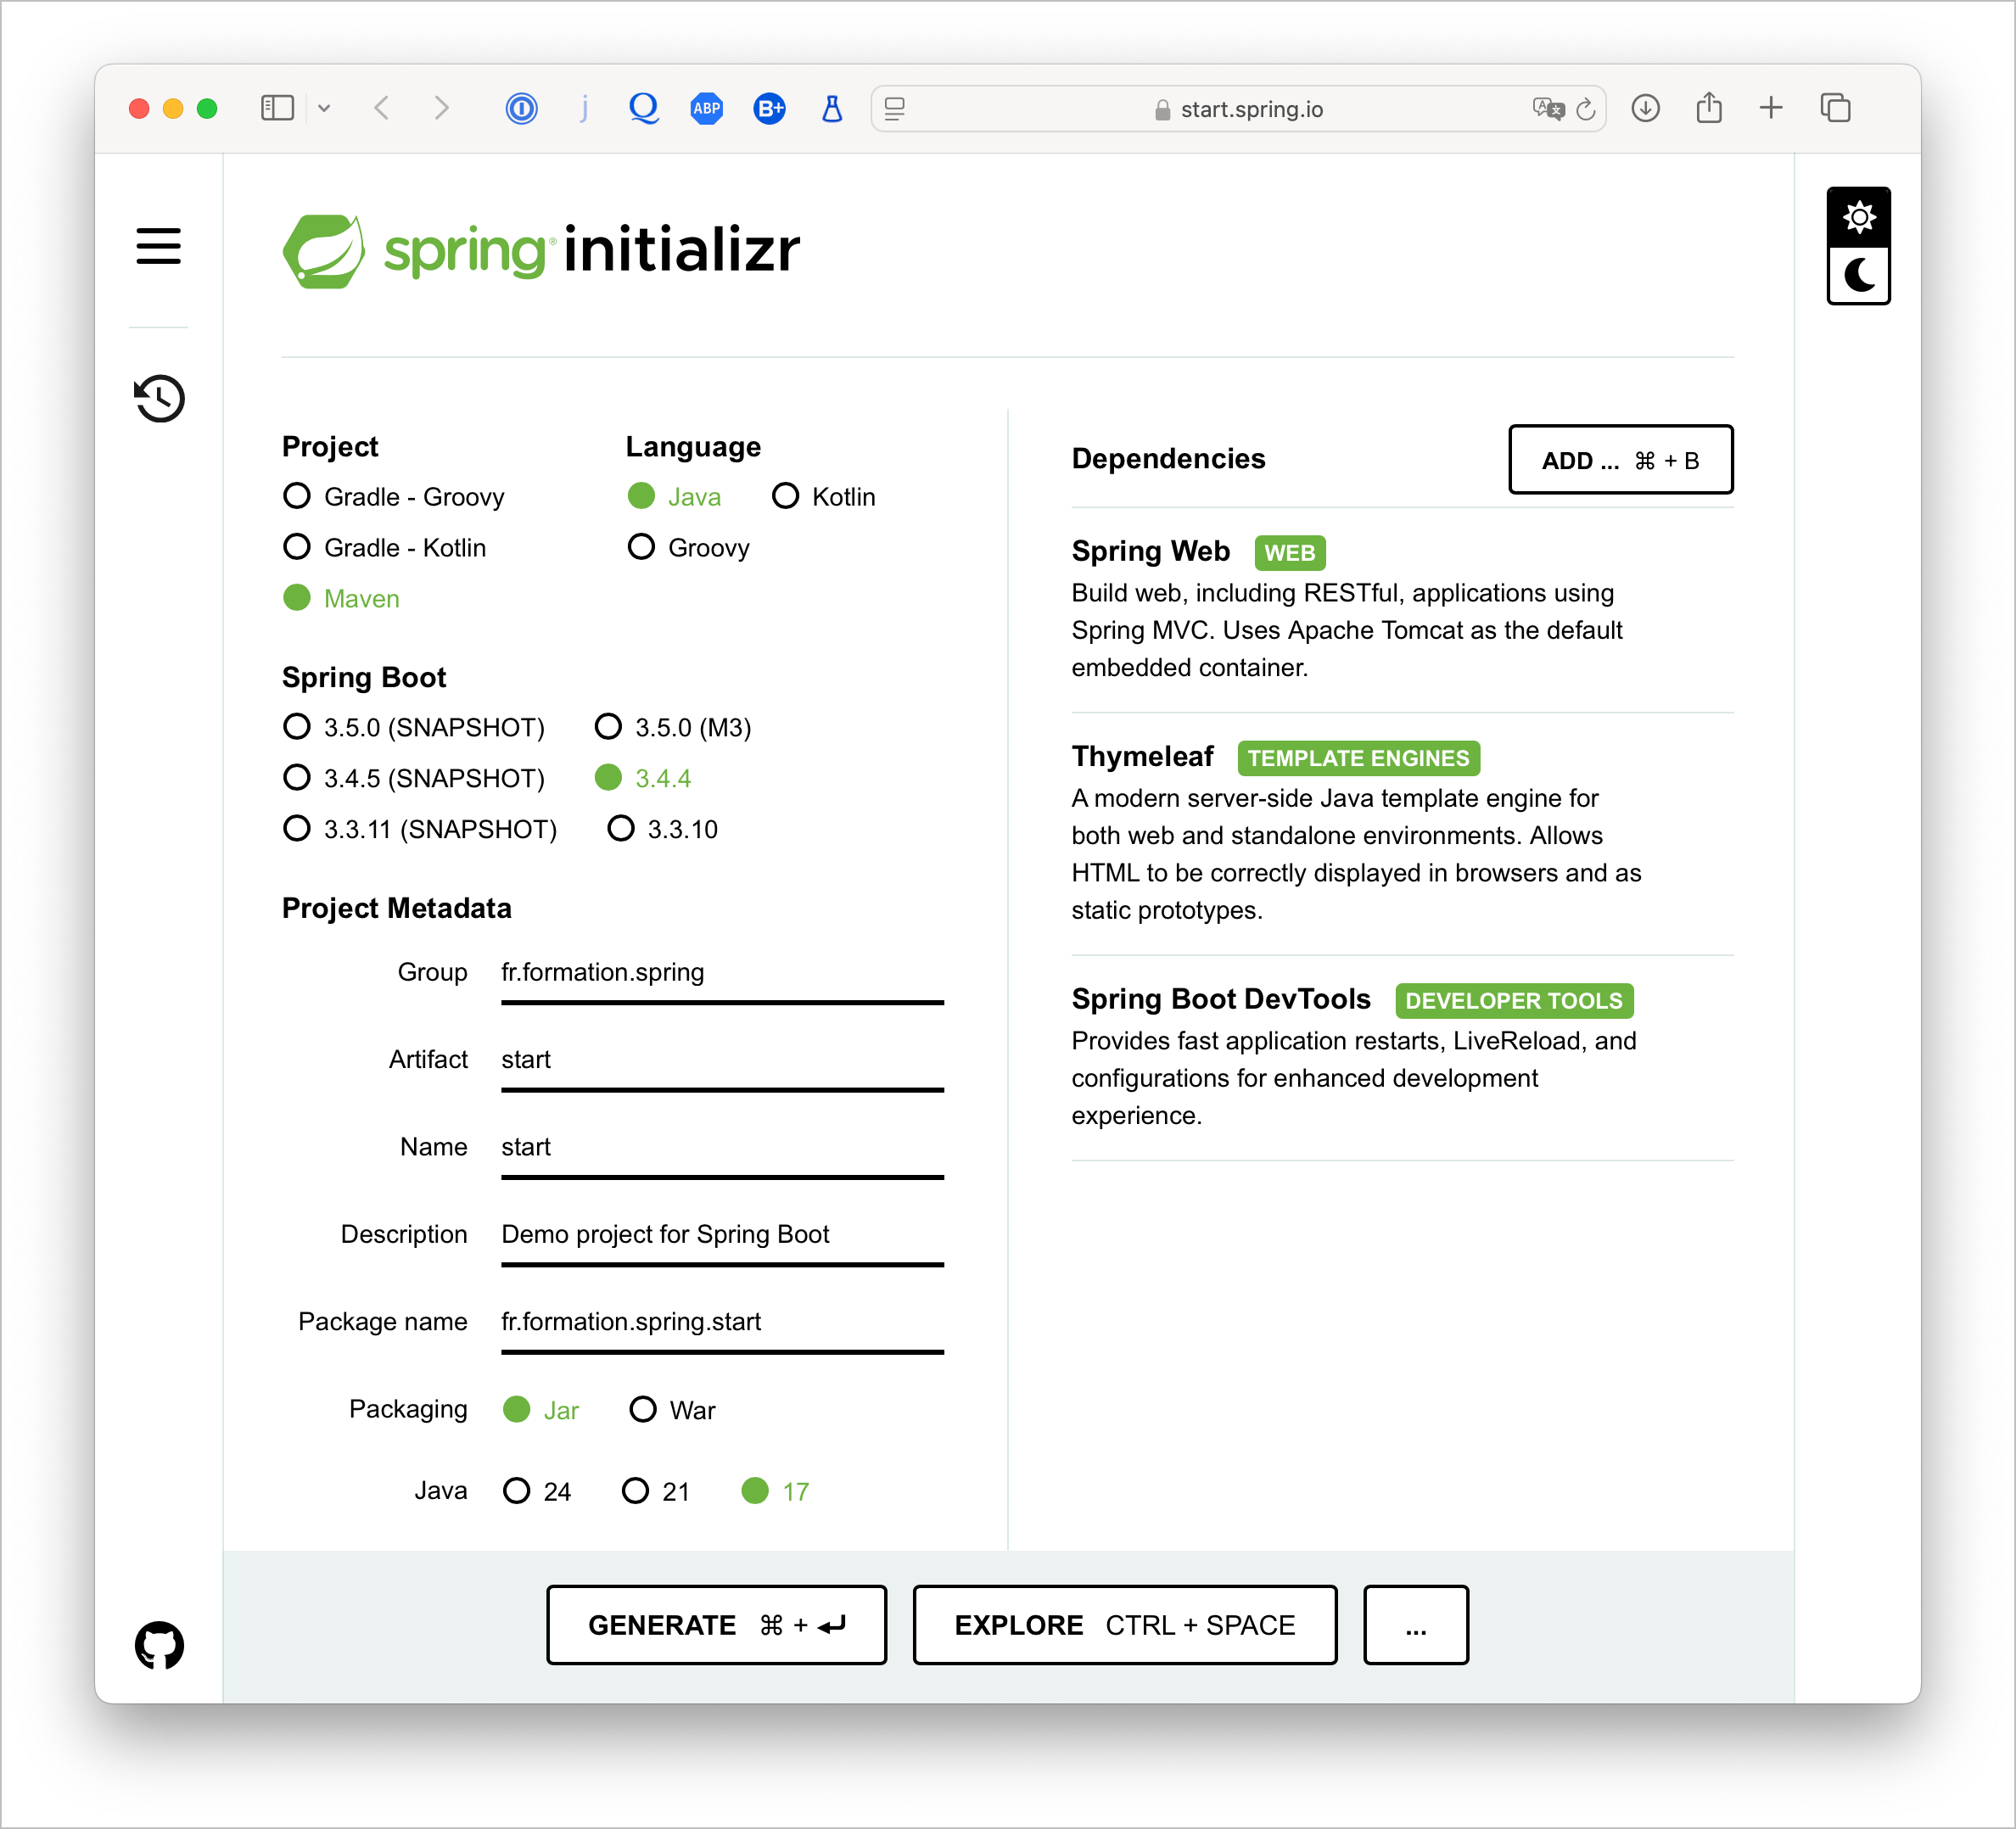 j
Q
ABP
B+
start.spring.io
spring® initializr
Project
Gradle - Groovy
Gradle - Kotlin
Maven
Language
Java
Kotlin
Groovy
Spring Boot
3.5.0 (SNAPSHOT)
3.5.0 (M3)
3.4.5 (SNAPSHOT)
3.4.4
3.3.11 (SNAPSHOT)
3.3.10
Project Metadata
Group
fr.formation.spring
Artifact
start
Name
start
Description
Demo project for Spring Boot
Package name
fr.formation.spring.start
Packaging
Jar
War
Java
24
21
17
Dependencies
ADD ... ⌘ + B
Spring Web
WEB
Build web, including RESTful, applications using
Spring MVC. Uses Apache Tomcat as the default
embedded container.
Thymeleaf
TEMPLATE ENGINES
A modern server-side Java template engine for
both web and standalone environments. Allows
HTML to be correctly displayed in browsers and as
static prototypes.
Spring Boot DevTools
DEVELOPER TOOLS
Provides fast application restarts, LiveReload, and
configurations for enhanced development
experience.
GENERATE ⌘ + ⏎
EXPLORE CTRL + SPACE
...